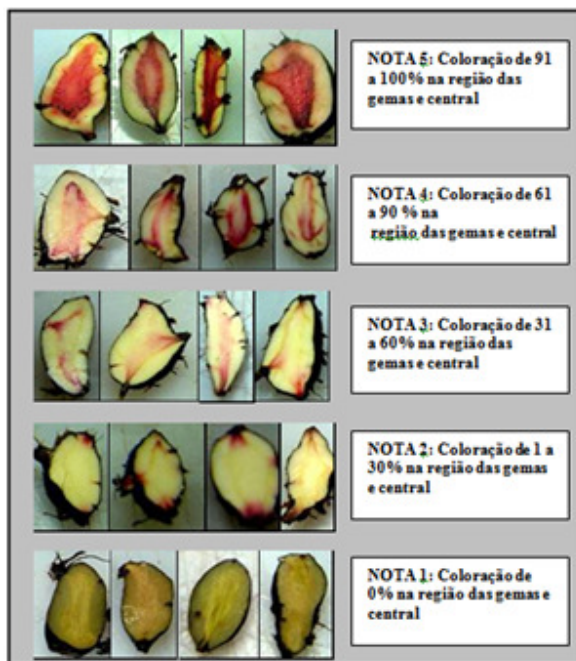 NOTA 5: Coloração de 91
a 100% na região das
gemas e central
NOTA 4: Coloração de 61
a 90 % na
região das gemas e central
NOTA 3: Coloração de 31
a 60% na região das
gemas e central
NOTA 2: Coloração de 1 a
30% na região das gemas
e central
NOTA 1: Coloração de
0% na região das gemas e
central